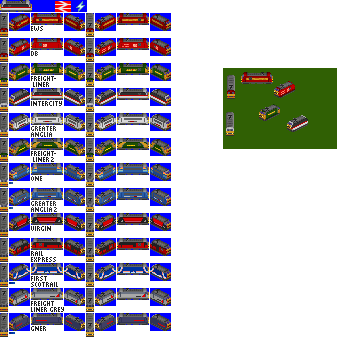 EWS
DB
FREIGHT-
LINER
INTERCITY
GREATER
ANGLIA
FREIGHT-
LINER 2
ONE
GREATER
ANGLIA 2
VIRGIN
RAIL
EXPRESS
FIRST
SCOTRAIL
FREIGHT
LINER GREY
GNER